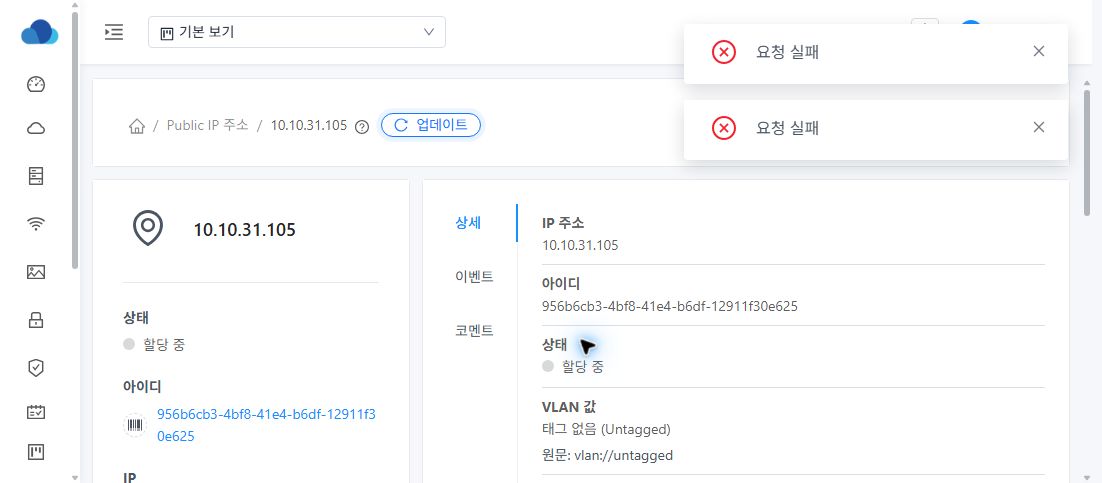 기본 보기
요청 실패
요청 실패
/ Public IP 주소 / 10.10.31.105
업데이트
10.10.31.105
상태
할당 중
아이디
956b6cb3-4bf8-41e4-b6df-12911f3
0e625
IP
상세
이벤트
코멘트
IP 주소
10.10.31.105
아이디
956b6cb3-4bf8-41e4-b6df-12911f30e625
상태
할당 중
VLAN 값
태그 없음 (Untagged)
원문: vlan://untagged